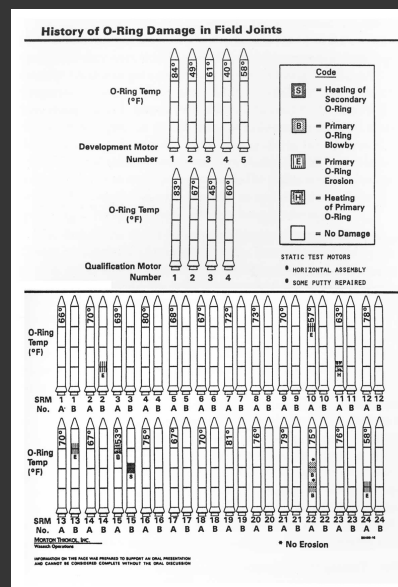 History of O-Ring Damage in Field Joints
Code
S = Heating of Secondary O-Ring
B = Primary O-Ring Blowby
E = Primary O-Ring Erosion
H = Heating of Primary O-Ring
= No Damage
O-Ring Temp (°F)
84° 49° 61° 40° 58°
Development Motor
Number 1 2 3 4 5
O-Ring Temp (°F)
83° 67° 45° 60°
Qualification Motor
Number 1 2 3 4
STATIC TEST MOTORS
* HORIZONTAL ASSEMBLY
* SOME PUTTY REPAIRED
O-Ring Temp (°F)
66° 70° 69° 80° 68° 67° 72° 73° 70° 57° 63° 78°
E E H
SRM 1 1 2 2 3 3 4 4 5 5 6 6 7 7 8 8 9 9 10 10 11 11 12 12
No. A B A B A B A B A B A B A B A B A B A B A B A B
O-Ring Temp (°F)
70° 67° 53° 75° 67° 70° 81° 76° 79° 75° 76° 58°
E B S B B E
SRM 13 13 14 14 15 15 16 16 17 17 18 18 19 19 20 20 21 21 22 22 23 23 24 24
No. A B A B A B A B A B A B A B A B A B A B A B A B
MORTON THIOKOL, INC.
Wasatch Operations
* No Erosion
INFORMATION ON THIS PAGE WAS PREPARED TO SUPPORT AN ORAL PRESENTATION
AND CANNOT BE CONSIDERED COMPLETE WITHOUT THE ORAL DISCUSSION